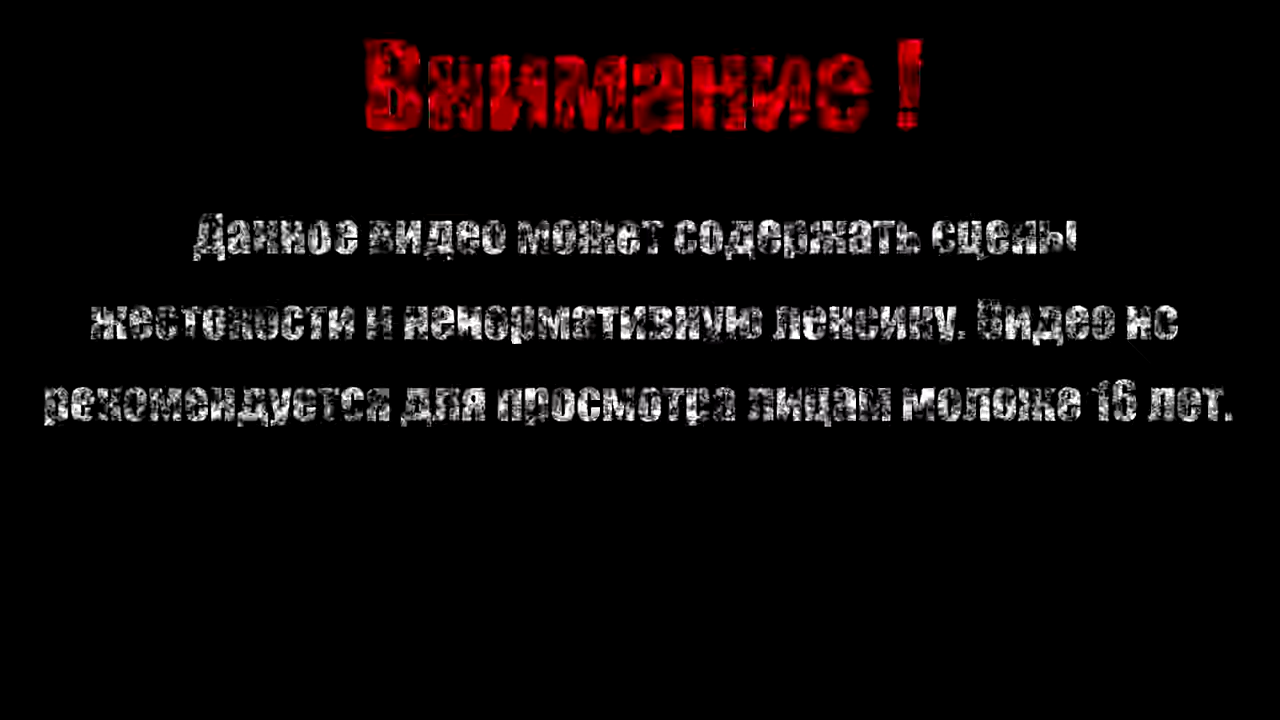 Внимание !
Данное видео может содержать сцены
жестокости и ненормативную лексику. Видео не
рекомендуется для просмотра лицам моложе 16 лет.